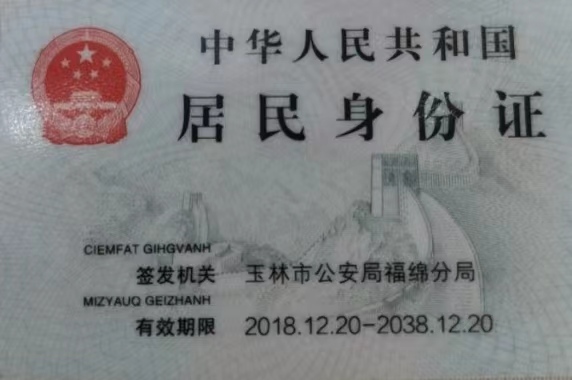 中华人民共和国
居民身份证
CIEMFAT GIHGVANH
签发机关 玉林市公安局福绵分局
MIZYAUQ GEIZHANH
有效期限 2018.12.20-2038.12.20